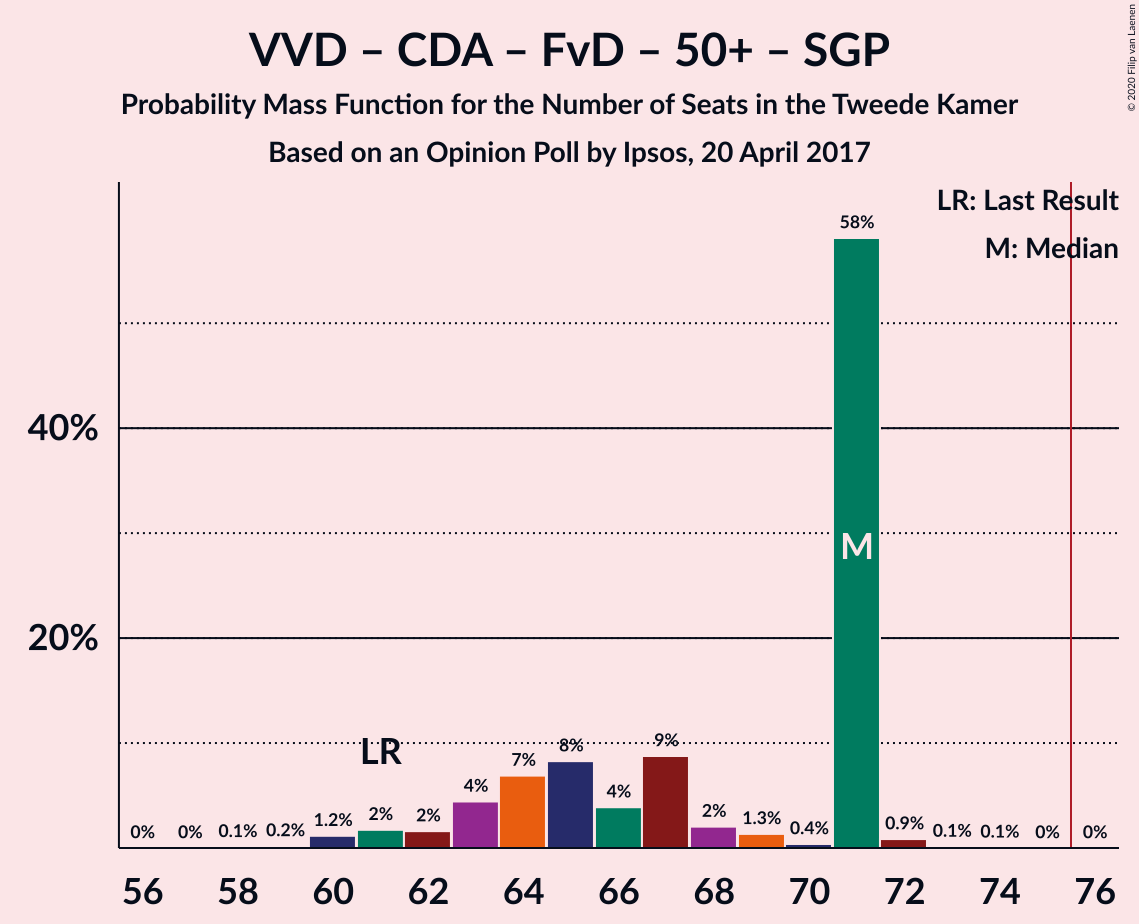 VVD – CDA – FvD – 50+ – SGP
Probability Mass Function for the Number of Seats in the Tweede Kamer
Based on an Opinion Poll by Ipsos, 20 April 2017
© 2020 Filip van Laenen
LR: Last Result
M: Median
58%
40%
M
20%
LR
0% 0% 0.1% 0.2% 1.2% 2% 2% 4% 7% 8% 4% 9% 2% 1.3% 0.4% 0.9% 0.1% 0.1% 0% 0%
56 58 60 62 64 66 68 70 72 74 76